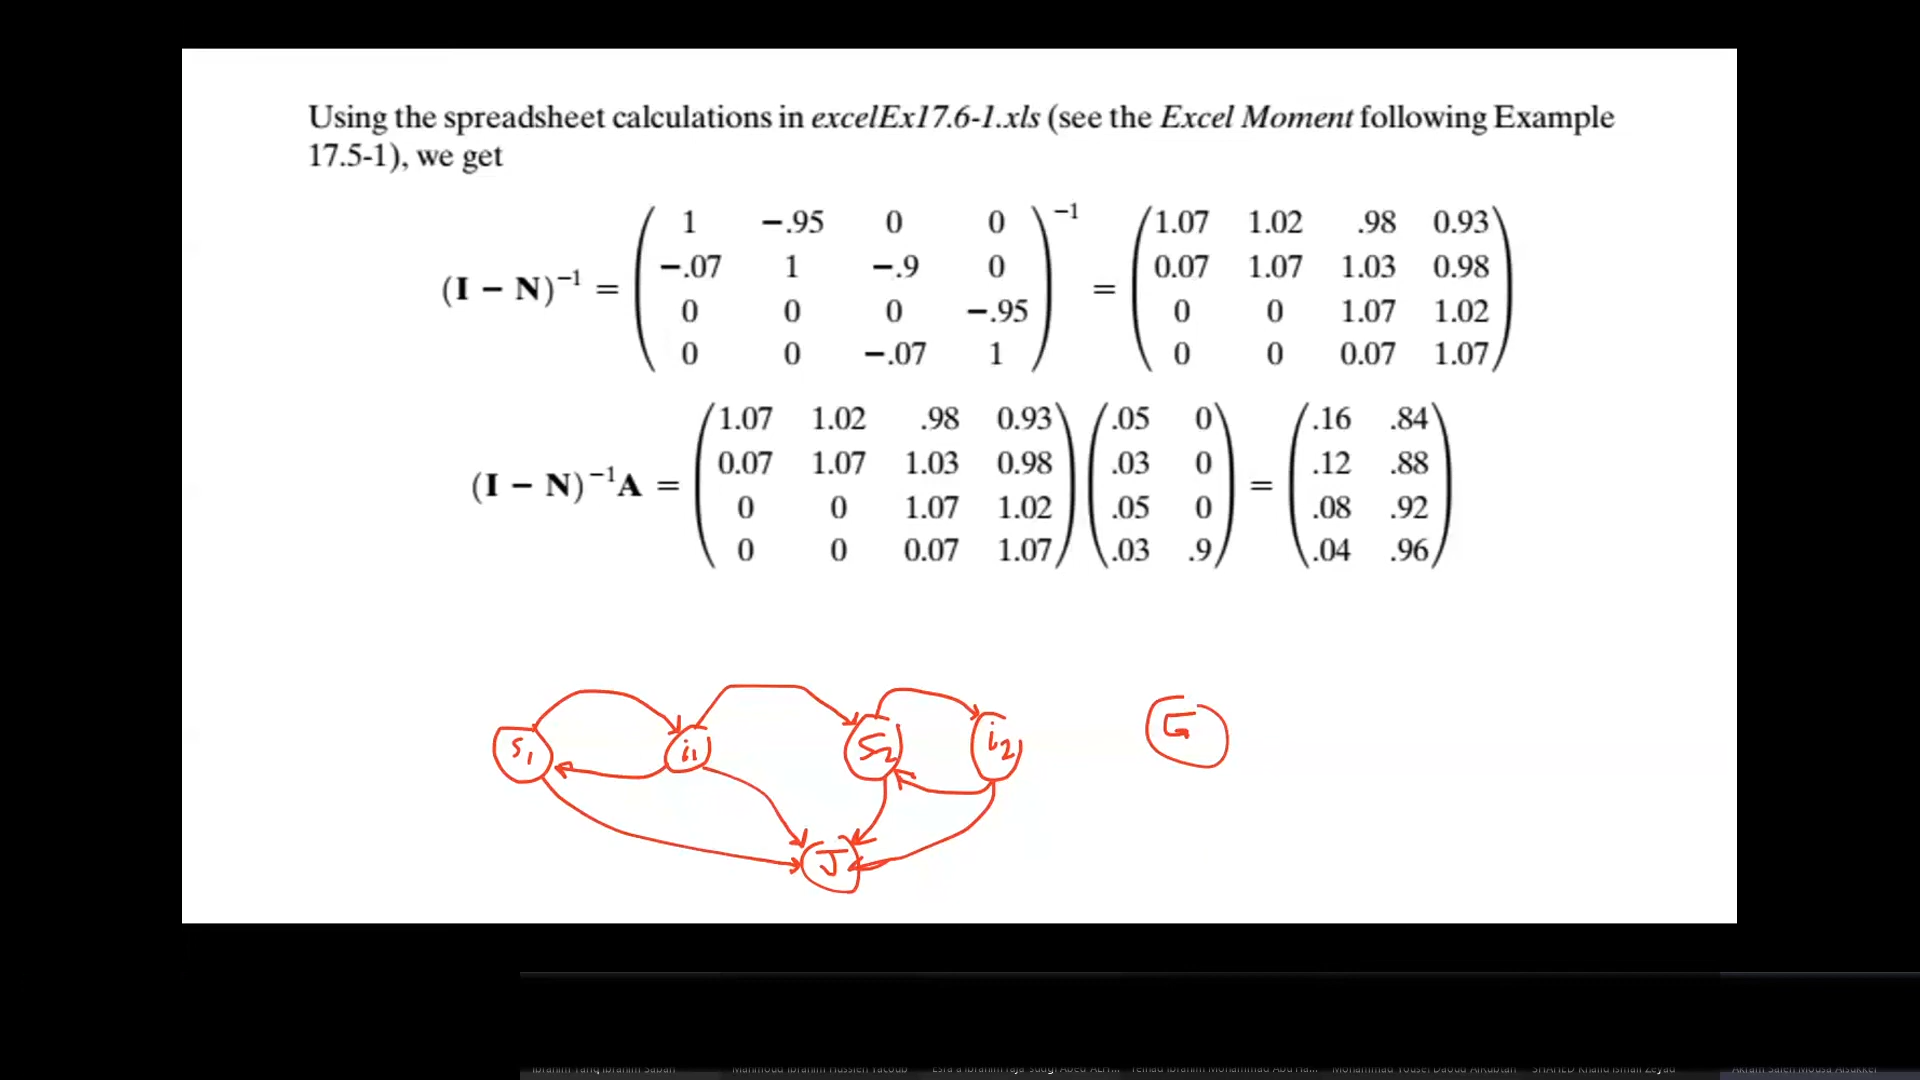 Using the spreadsheet calculations in excelEx17.6-1.xls (see the Excel Moment following Example
17.5-1), we get
(I − N)⁻¹ = ( 1 −.95 0 0 )⁻¹ = ( 1.07 1.02 .98 0.93 )
( −.07 1 −.9 0 ) ( 0.07 1.07 1.03 0.98 )
( 0 0 0 −.95 ) ( 0 0 1.07 1.02 )
( 0 0 −.07 1 ) ( 0 0 0.07 1.07 )
(I − N)⁻¹A = ( 1.07 1.02 .98 0.93 ) ( .05 0 ) = ( .16 .84 )
( 0.07 1.07 1.03 0.98 ) ( .03 0 ) ( .12 .88 )
( 0 0 1.07 1.02 ) ( .05 0 ) ( .08 .92 )
( 0 0 0.07 1.07 ) ( .03 .9 ) ( .04 .96 )
S₁ i₁ S₂ i₂ G
J